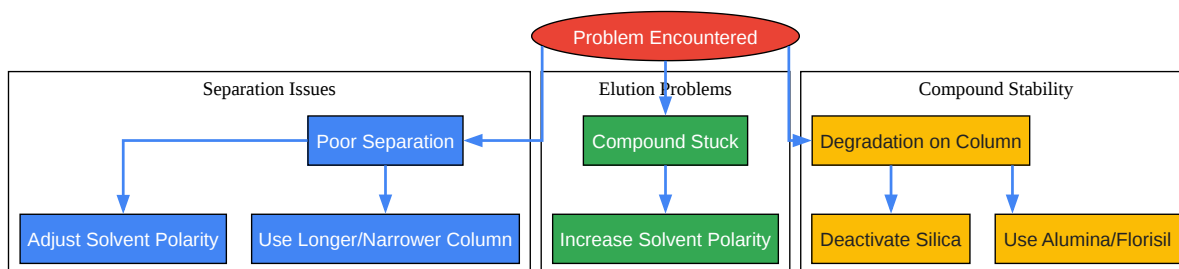 Problem Encountered
Separation Issues
Elution Problems
Compound Stability
Poor Separation
Compound Stuck
Degradation on Column
Adjust Solvent Polarity
Use Longer/Narrower Column
Increase Solvent Polarity
Deactivate Silica
Use Alumina/Florisil